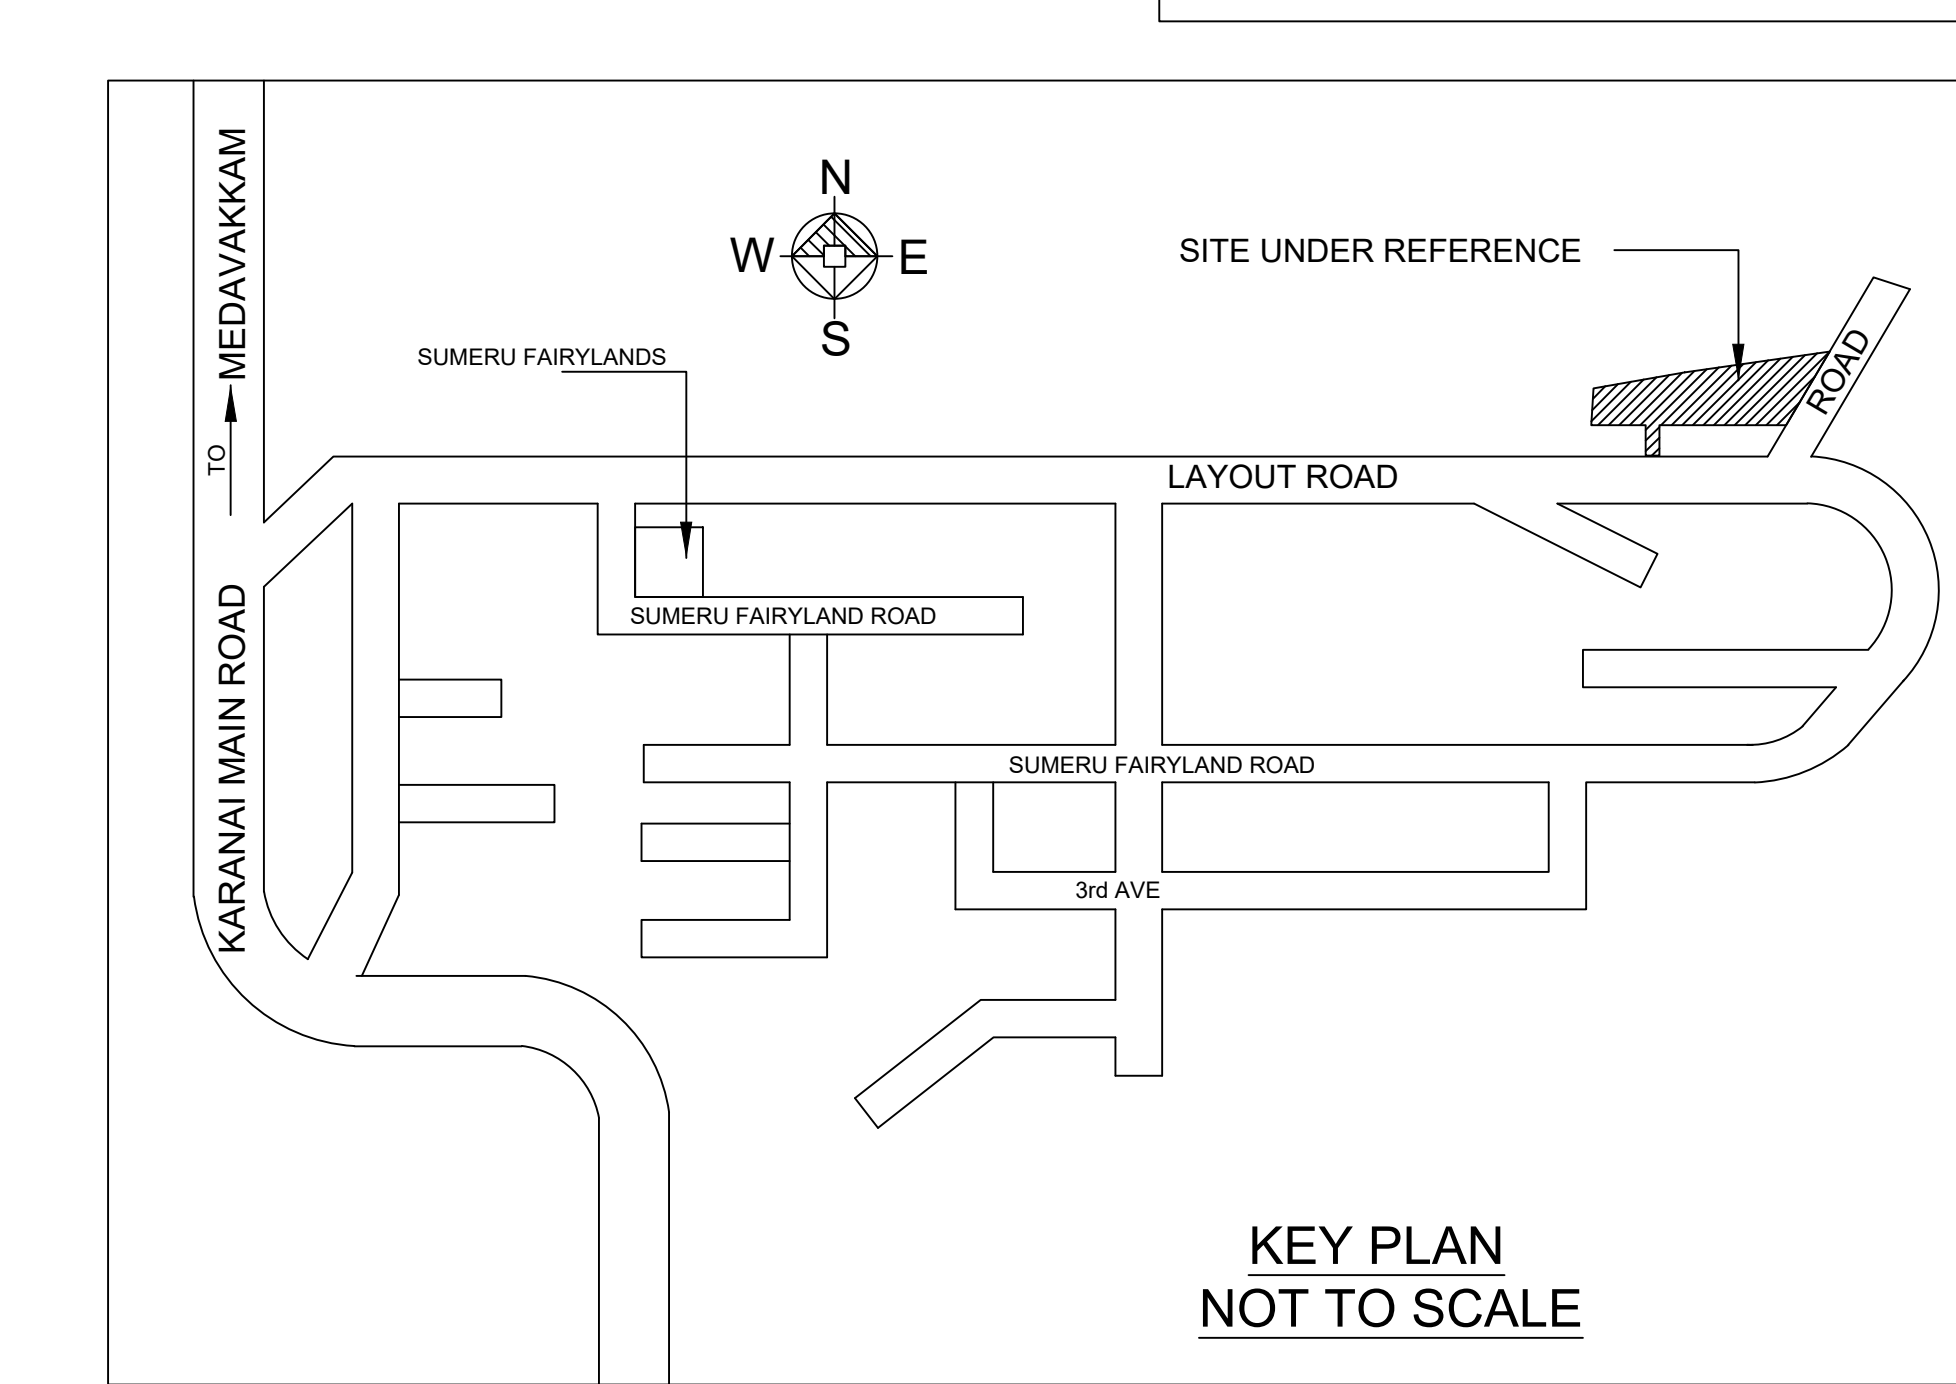 TO MEDAVAKKAM
N
W E
S
SITE UNDER REFERENCE
SUMERU FAIRYLANDS
ROAD
LAYOUT ROAD
SUMERU FAIRYLAND ROAD
KARANAI MAIN ROAD
SUMERU FAIRYLAND ROAD
3rd AVE
KEY PLAN
NOT TO SCALE